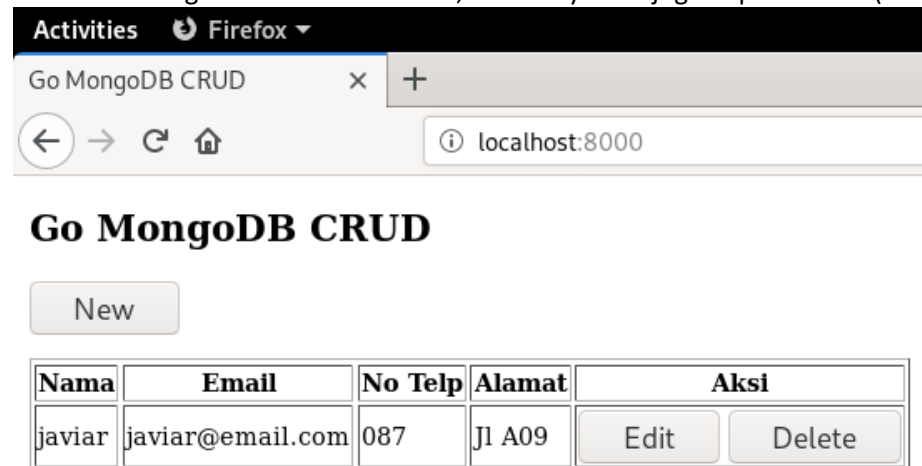 Activities Firefox
Go MongoDB CRUD
localhost:8000
Go MongoDB CRUD
New
Nama Email No Telp Alamat Aksi
javiar javiar@email.com 087 Jl A09 Edit Delete